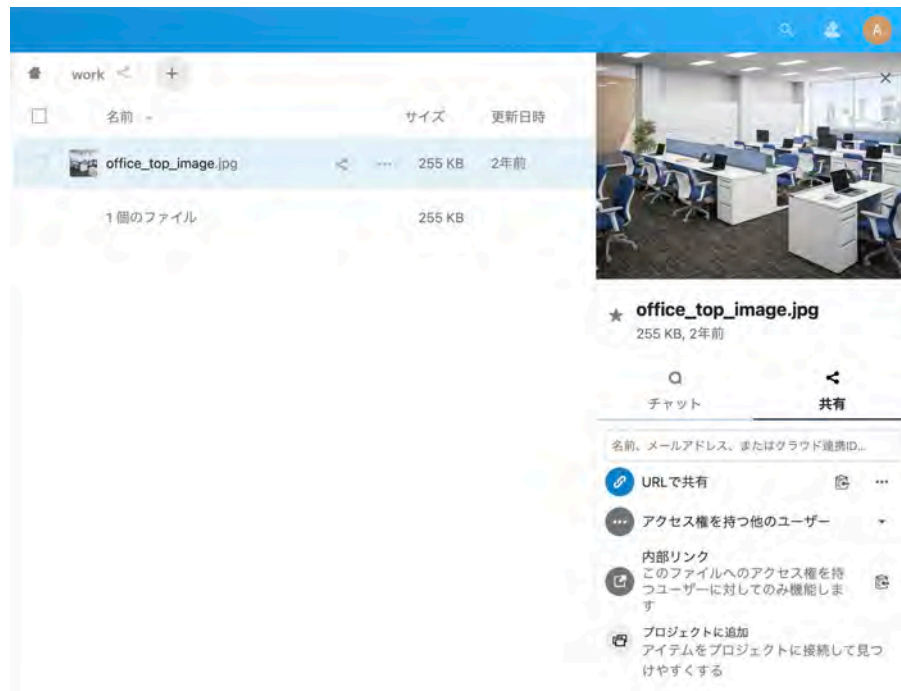 A
work
名前
サイズ
更新日時
office_top_image.jpg
255 KB
2年前
1個のファイル
255 KB
office_top_image.jpg
255 KB, 2年前
チャット
共有
名前、メールアドレス、またはクラウド連携ID...
URLで共有
アクセス権を持つ他のユーザー
内部リンク
このファイルへのアクセス権を持
つユーザーに対してのみ機能しま
す
プロジェクトに追加
アイテムをプロジェクトに接続して見つ
けやすくする